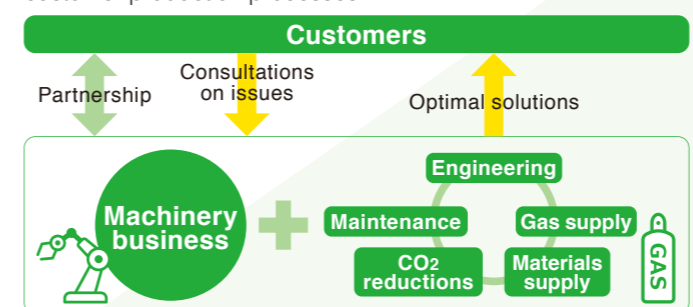 Customers
Partnership
Consultations
on issues
Optimal solutions
Engineering
Machinery
business
Maintenance
Gas supply
CO2
reductions
Materials
supply
GAS